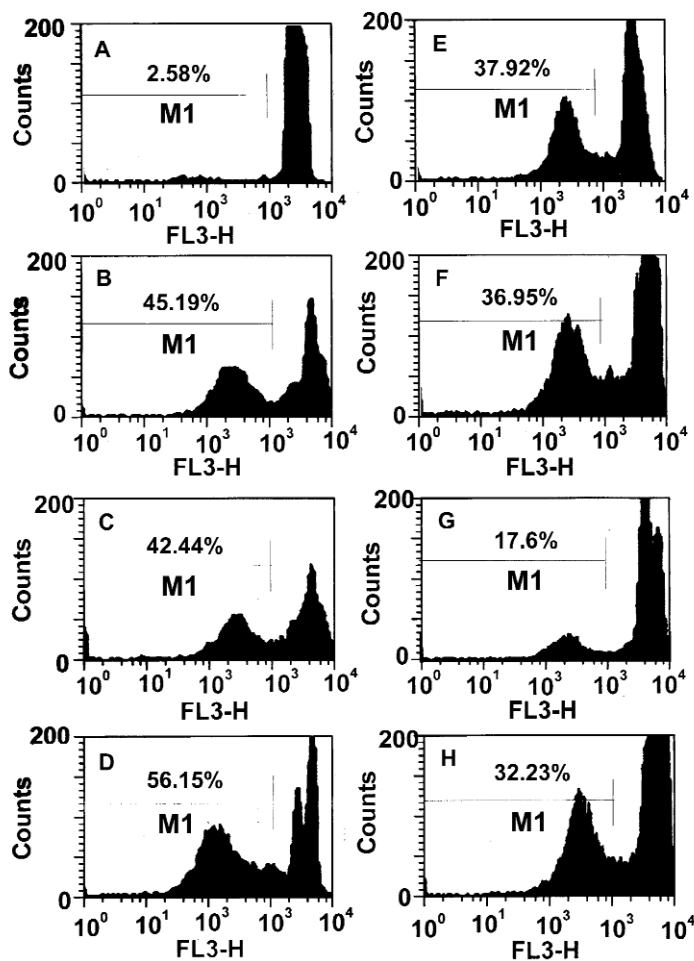 200
A
2.58%
M1
Counts
0
10⁰ 10¹ 10³ 10³ 10⁴
FL3-H
200
E
37.92%
M1
Counts
0
10⁰ 10¹ 10³ 10³ 10⁴
FL3-H
200
B
45.19%
M1
Counts
0
10⁰ 10¹ 10³ 10³ 10⁴
FL3-H
200
F
36.95%
M1
Counts
0
10⁰ 10¹ 10³ 10³ 10⁴
FL3-H
200
C
42.44%
M1
Counts
0
10⁰ 10¹ 10³ 10³ 10⁴
FL3-H
200
G
17.6%
M1
Counts
0
10⁰ 10¹ 10³ 10³ 10⁴
FL3-H
200
D
56.15%
M1
Counts
0
10⁰ 10¹ 10³ 10³ 10⁴
FL3-H
200
H
32.23%
M1
Counts
0
10⁰ 10¹ 10³ 10³ 10⁴
FL3-H